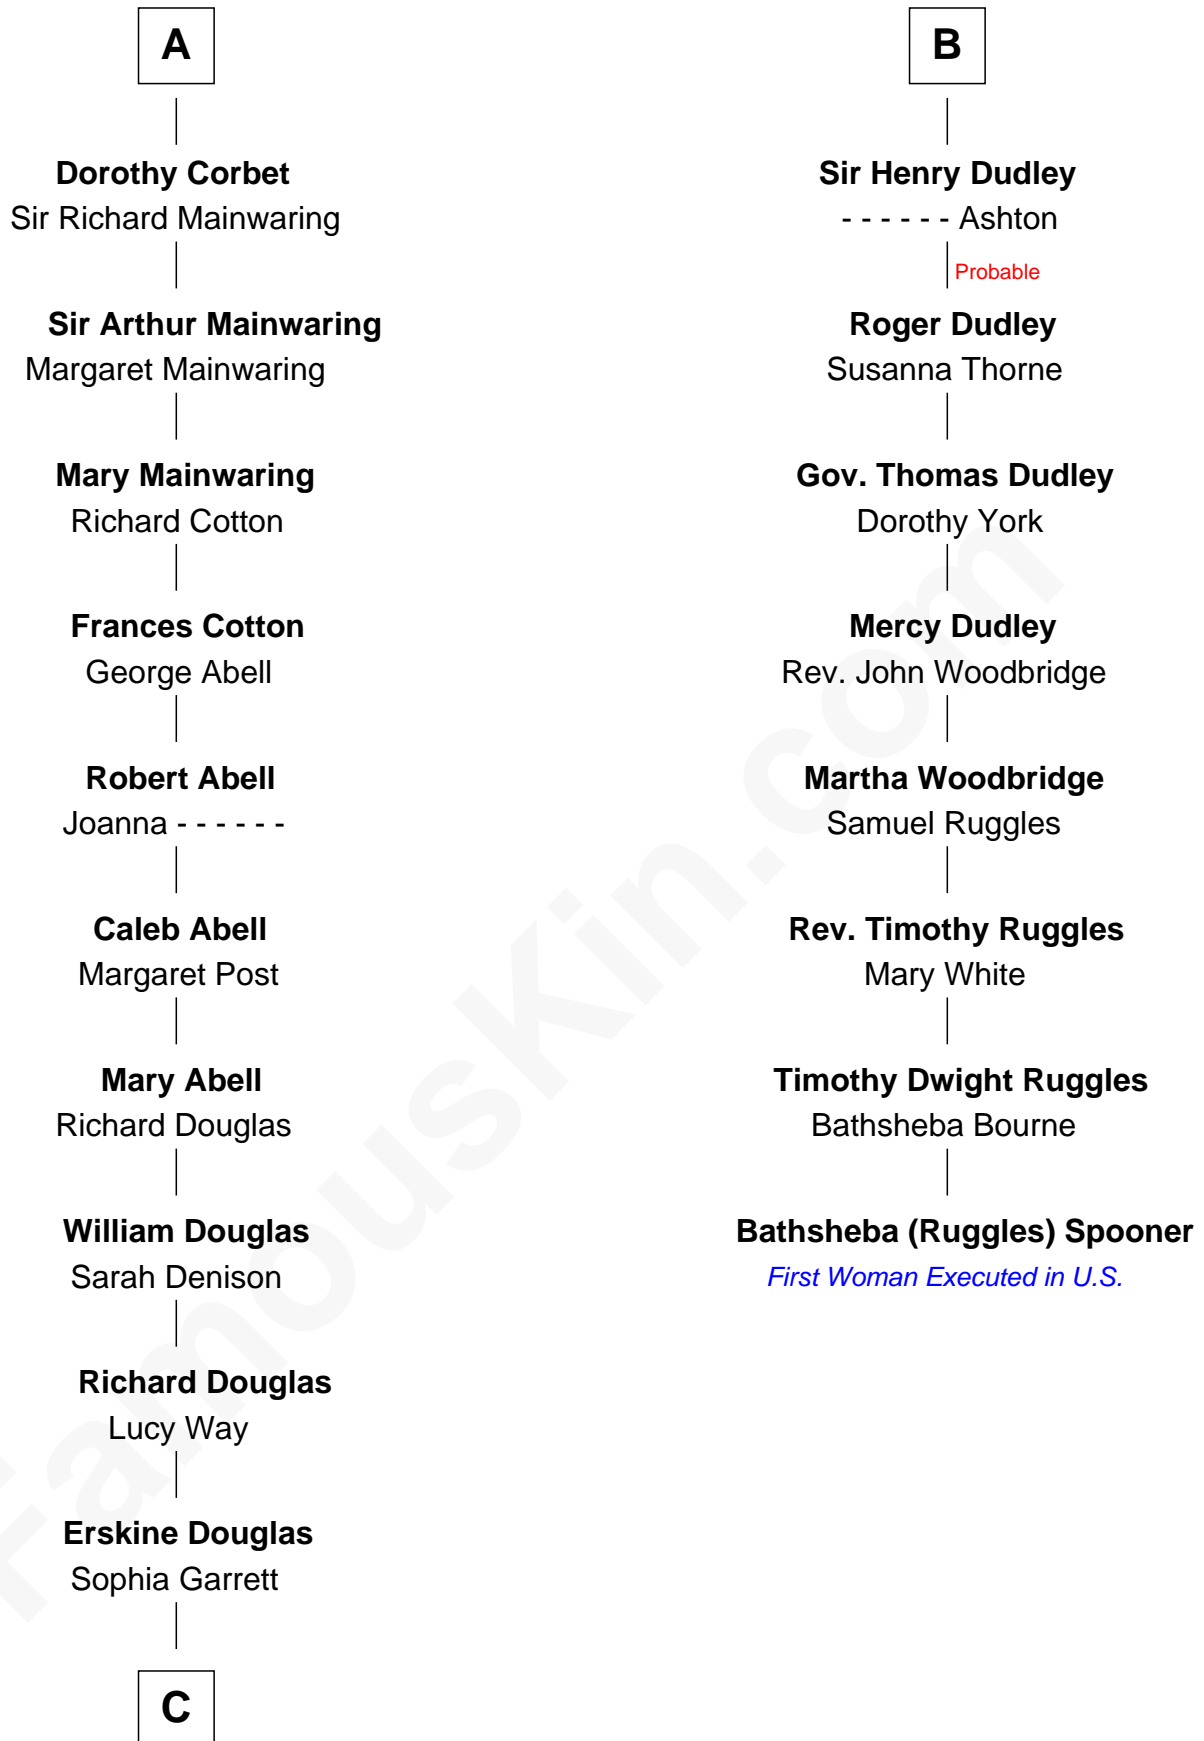 A
Dorothy Corbet
Sir Richard Mainwaring
Sir Arthur Mainwaring
Margaret Mainwaring
Mary Mainwaring
Richard Cotton
Frances Cotton
George Abell
Robert Abell
Joanna - - - - - -
Caleb Abell
Margaret Post
Mary Abell
Richard Douglas
William Douglas
Sarah Denison
Richard Douglas
Lucy Way
Erskine Douglas
Sophia Garrett
C
B
Sir Henry Dudley
- - - - - - Ashton
Probable
Roger Dudley
Susanna Thorne
Gov. Thomas Dudley
Dorothy York
Mercy Dudley
Rev. John Woodbridge
Martha Woodbridge
Samuel Ruggles
Rev. Timothy Ruggles
Mary White
Timothy Dwight Ruggles
Bathsheba Bourne
Bathsheba (Ruggles) Spooner
First Woman Executed in U.S.
FamousKin.com